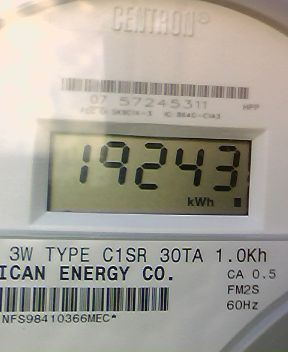 CENTRON®
07 57245311 HPP
19243
kWh
3W TYPE C1SR 30TA 1.0Kh
ICAN ENERGY CO. CA 0.5
FM2S
60Hz
NFS98410366MEC*